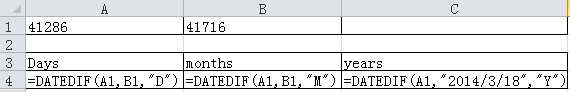 A B C
1 41286 41716
2
3 Days months years
4 =DATEDIF(A1,B1,"D") =DATEDIF(A1,B1,"M") =DATEDIF(A1,"2014/3/18","Y")